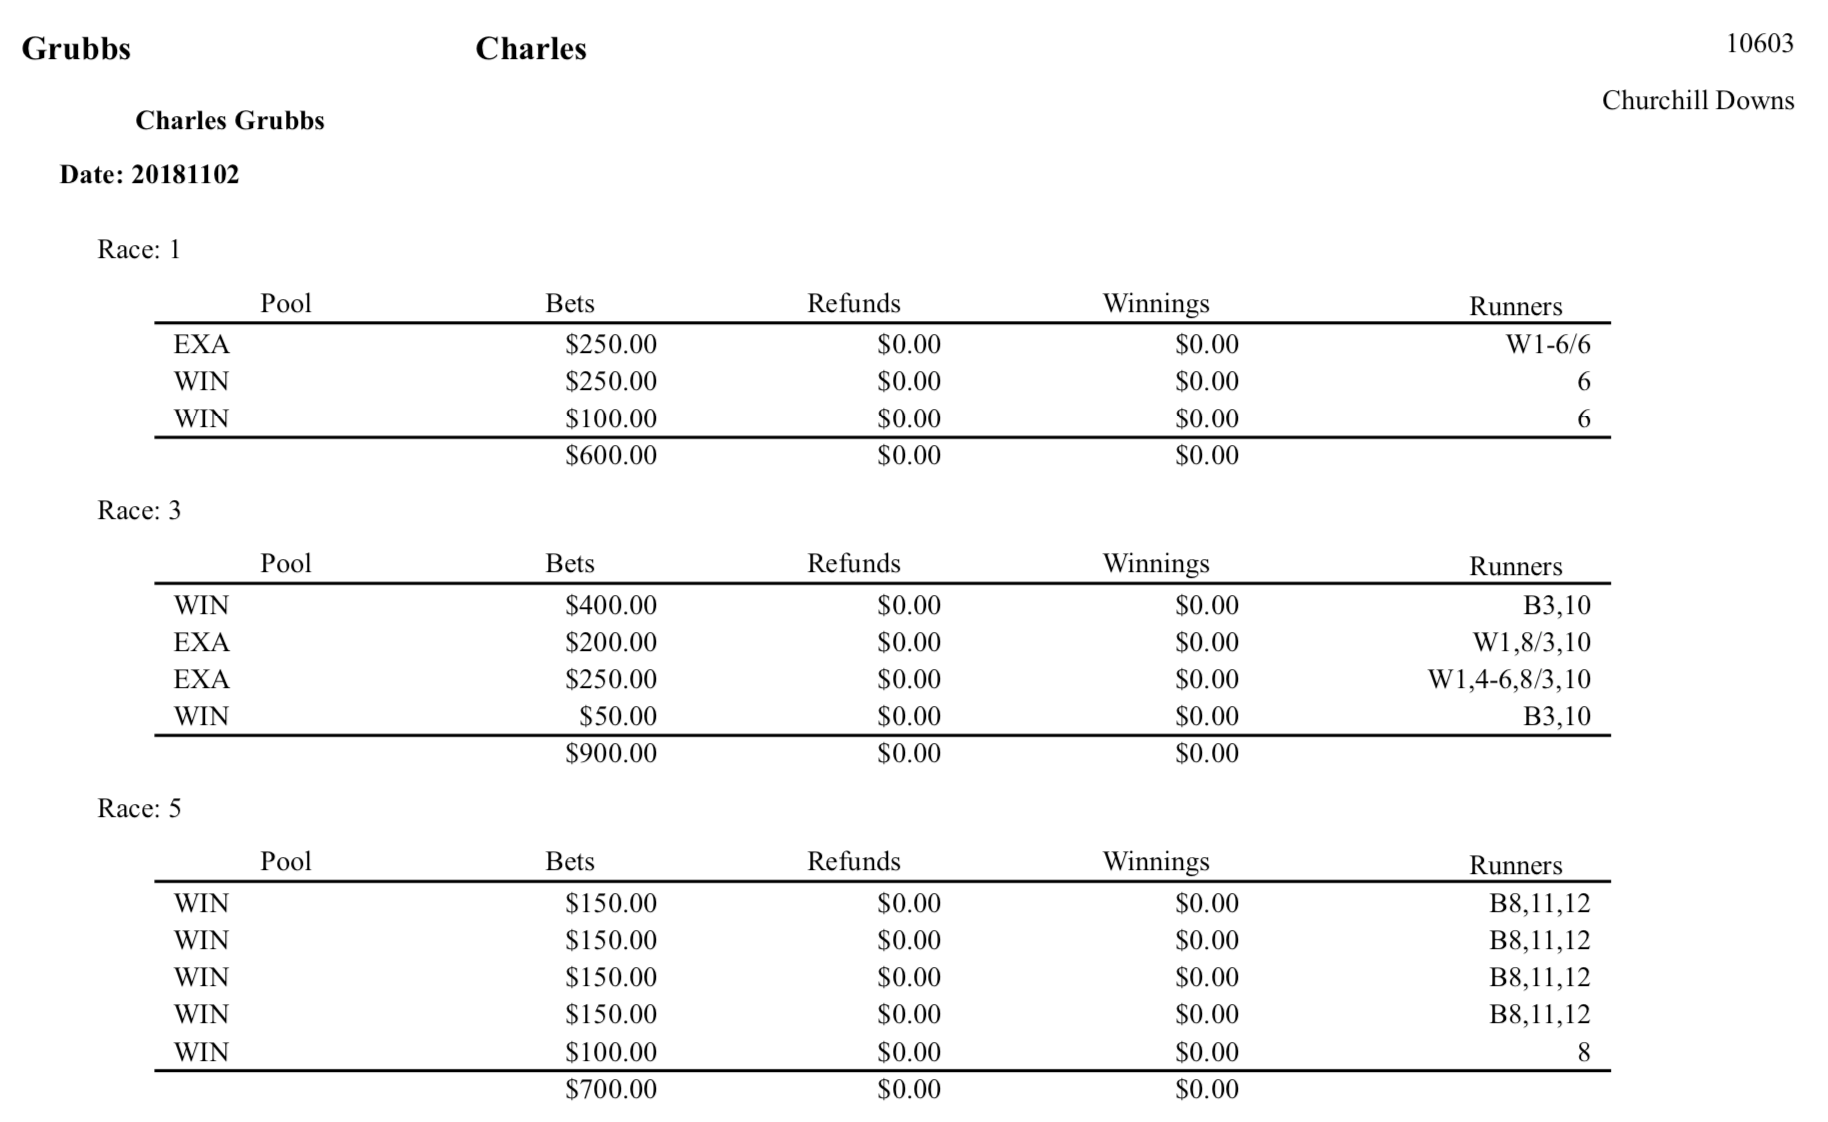 Grubbs Charles 10603
Churchill Downs
Charles Grubbs
Date: 20181102
Race: 1
Pool Bets Refunds Winnings Runners
EXA $250.00 $0.00 $0.00 W1-6/6
WIN $250.00 $0.00 $0.00 6
WIN $100.00 $0.00 $0.00 6
$600.00 $0.00 $0.00
Race: 3
Pool Bets Refunds Winnings Runners
WIN $400.00 $0.00 $0.00 B3,10
EXA $200.00 $0.00 $0.00 W1,8/3,10
EXA $250.00 $0.00 $0.00 W1,4-6,8/3,10
WIN $50.00 $0.00 $0.00 B3,10
$900.00 $0.00 $0.00
Race: 5
Pool Bets Refunds Winnings Runners
WIN $150.00 $0.00 $0.00 B8,11,12
WIN $150.00 $0.00 $0.00 B8,11,12
WIN $150.00 $0.00 $0.00 B8,11,12
WIN $150.00 $0.00 $0.00 B8,11,12
WIN $100.00 $0.00 $0.00 8
$700.00 $0.00 $0.00